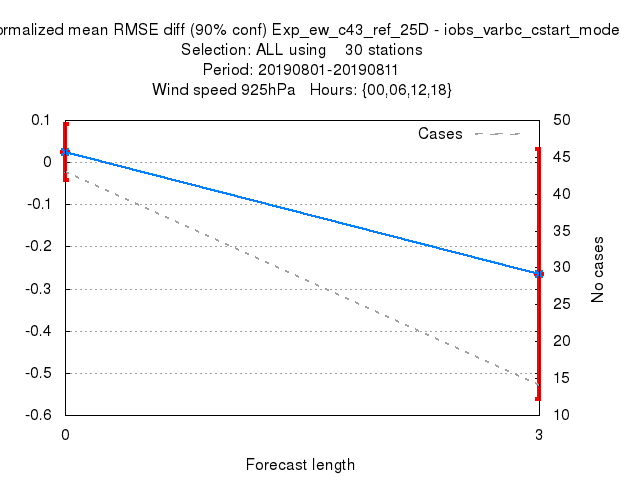 ormalized mean RMSE diff (90% conf) Exp_ew_c43_ref_25D - iobs_varbc_cstart_mode
Selection: ALL using 30 stations
Period: 20190801-20190811
Wind speed 925hPa Hours: {00,06,12,18}
Cases
0.1
0
-0.1
-0.2
-0.3
-0.4
-0.5
-0.6
50
45
40
35
30
25
20
15
10
No cases
0
3
Forecast length